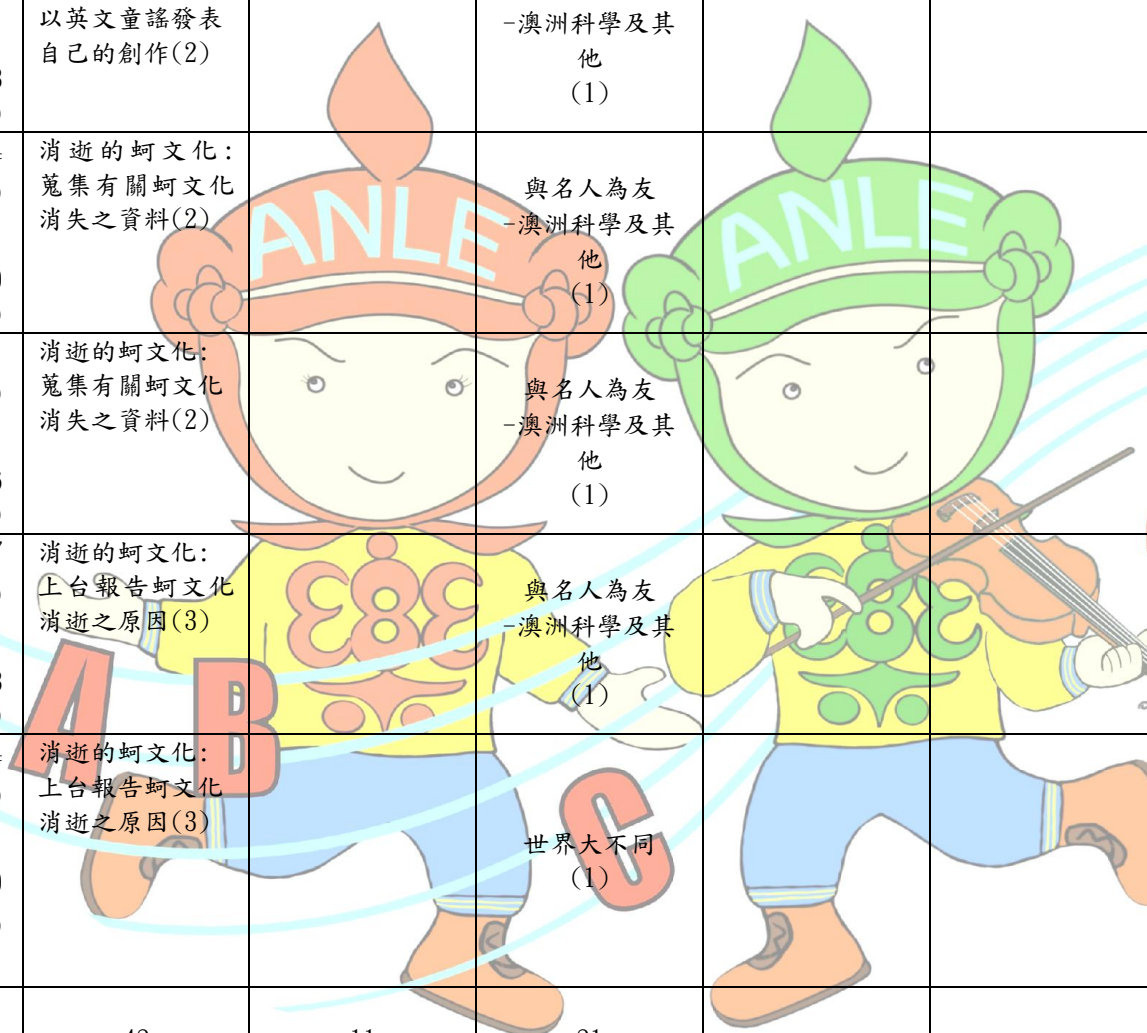 以英文童謠發表
自己的創作(2)
-澳洲科學及其
他
(1)
消逝的蚵文化:
蒐集有關蚵文化
消失之資料(2)
與名人為友
-澳洲科學及其
他
(1)
ANLE
ANLE
消逝的蚵文化:
蒐集有關蚵文化
消失之資料(2)
與名人為友
-澳洲科學及其
他
(1)
消逝的蚵文化:
上台報告蚵文化
消逝之原因(3)
與名人為友
-澳洲科學及其
他
(1)
A B C
消逝的蚵文化:
上台報告蚵文化
消逝之原因(3)
世界大不同
(1)